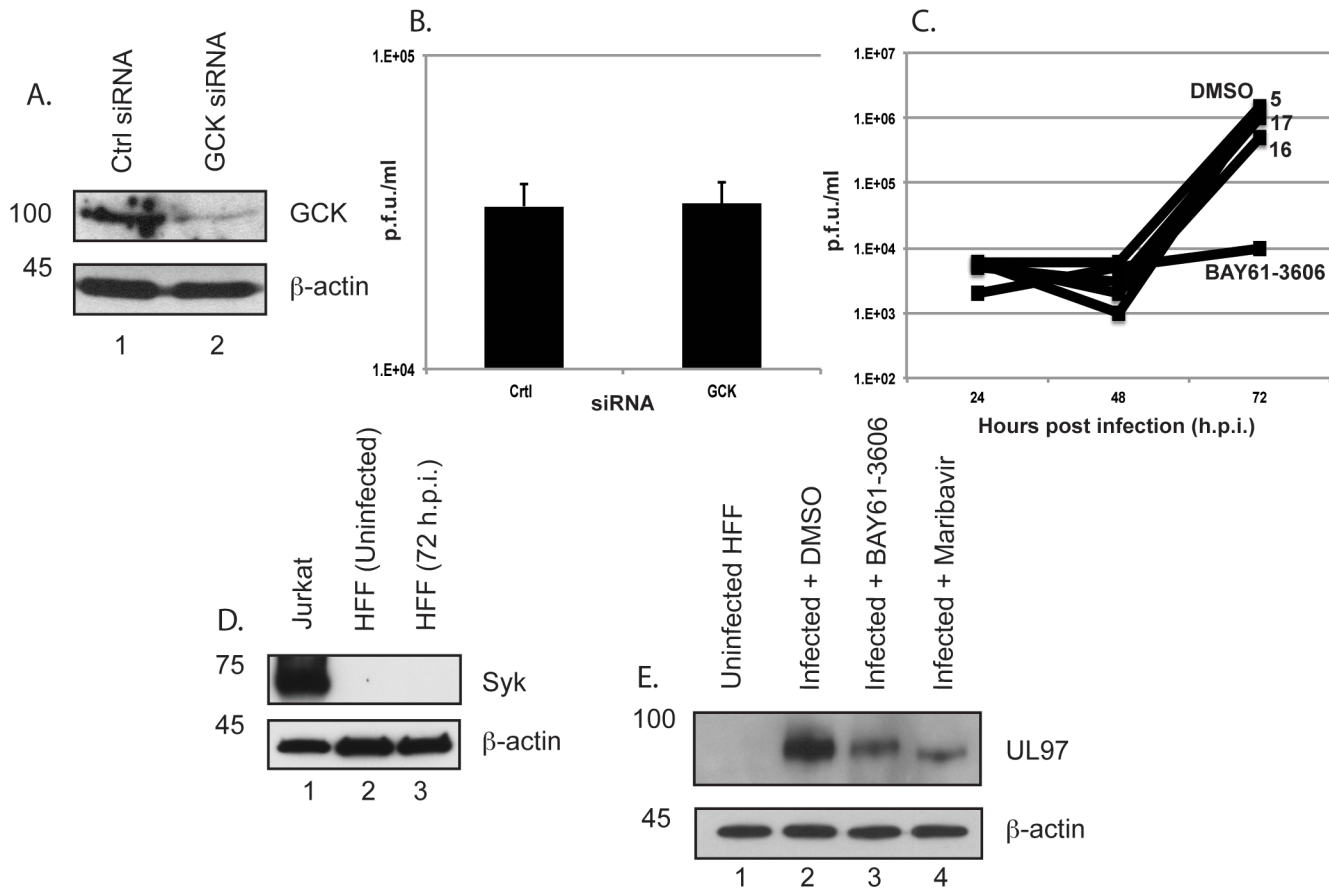 A.
Ctrl siRNA
GCK siRNA
100
GCK
45
β-actin
1 2
B.
1.E+05
p.f.u./ml
1.E+04
Crtl
GCK
siRNA
C.
1.E+07
1.E+06
1.E+05
1.E+04
1.E+03
1.E+02
p.f.u./ml
DMSO
5
17
16
BAY61-3606
24 48 72
Hours post infection (h.p.i.)
D.
Jurkat
HFF (Uninfected)
HFF (72 h.p.i.)
75
Syk
45
β-actin
1 2 3
E.
Uninfected HFF
Infected + DMSO
Infected + BAY61-3606
Infected + Maribavir
100
UL97
45
β-actin
1 2 3 4